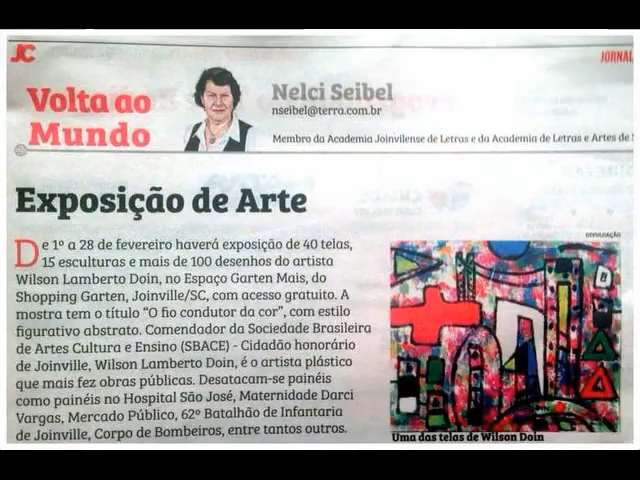 JC
JORNAL
Volta ao
Mundo
Nelci Seibel
nseibel@terra.com.br
Membro da Academia Joinvilense de Letras e da Academia de Letras e Artes de
Exposição de Arte
De 1º a 28 de fevereiro haverá exposição de 40 telas,
15 esculturas e mais de 100 desenhos do artista
Wilson Lamberto Doin, no Espaço Garten Mais, do
Shopping Garten, Joinville/SC, com acesso gratuito. A
mostra tem o título “O fio condutor da cor”, com estilo
figurativo abstrato. Comendador da Sociedade Brasileira
de Artes Cultura e Ensino (SBACE) - Cidadão honorário
de Joinville, Wilson Lamberto Doin, é o artista plástico
que mais fez obras públicas. Desatacam-se painéis
como painéis no Hospital São José, Maternidade Darci
Vargas, Mercado Público, 62º Batalhão de Infantaria
de Joinville, Corpo de Bombeiros, entre tantos outros.
DIVULGAÇÃO
Uma das telas de Wilson Doin